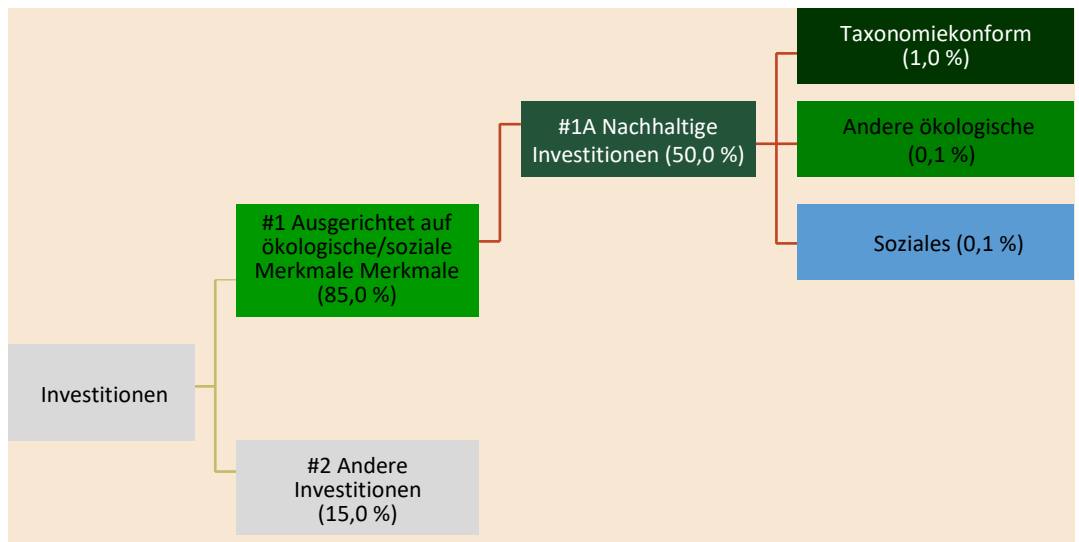 Taxonomiekonform
(1,0 %)
#1A Nachhaltige
Investitionen (50,0 %)
Andere ökologische
(0,1 %)
#1 Ausgerichtet auf
ökologische/soziale
Merkmale Merkmale
(85,0 %)
Soziales (0,1 %)
Investitionen
#2 Andere
Investitionen
(15,0 %)